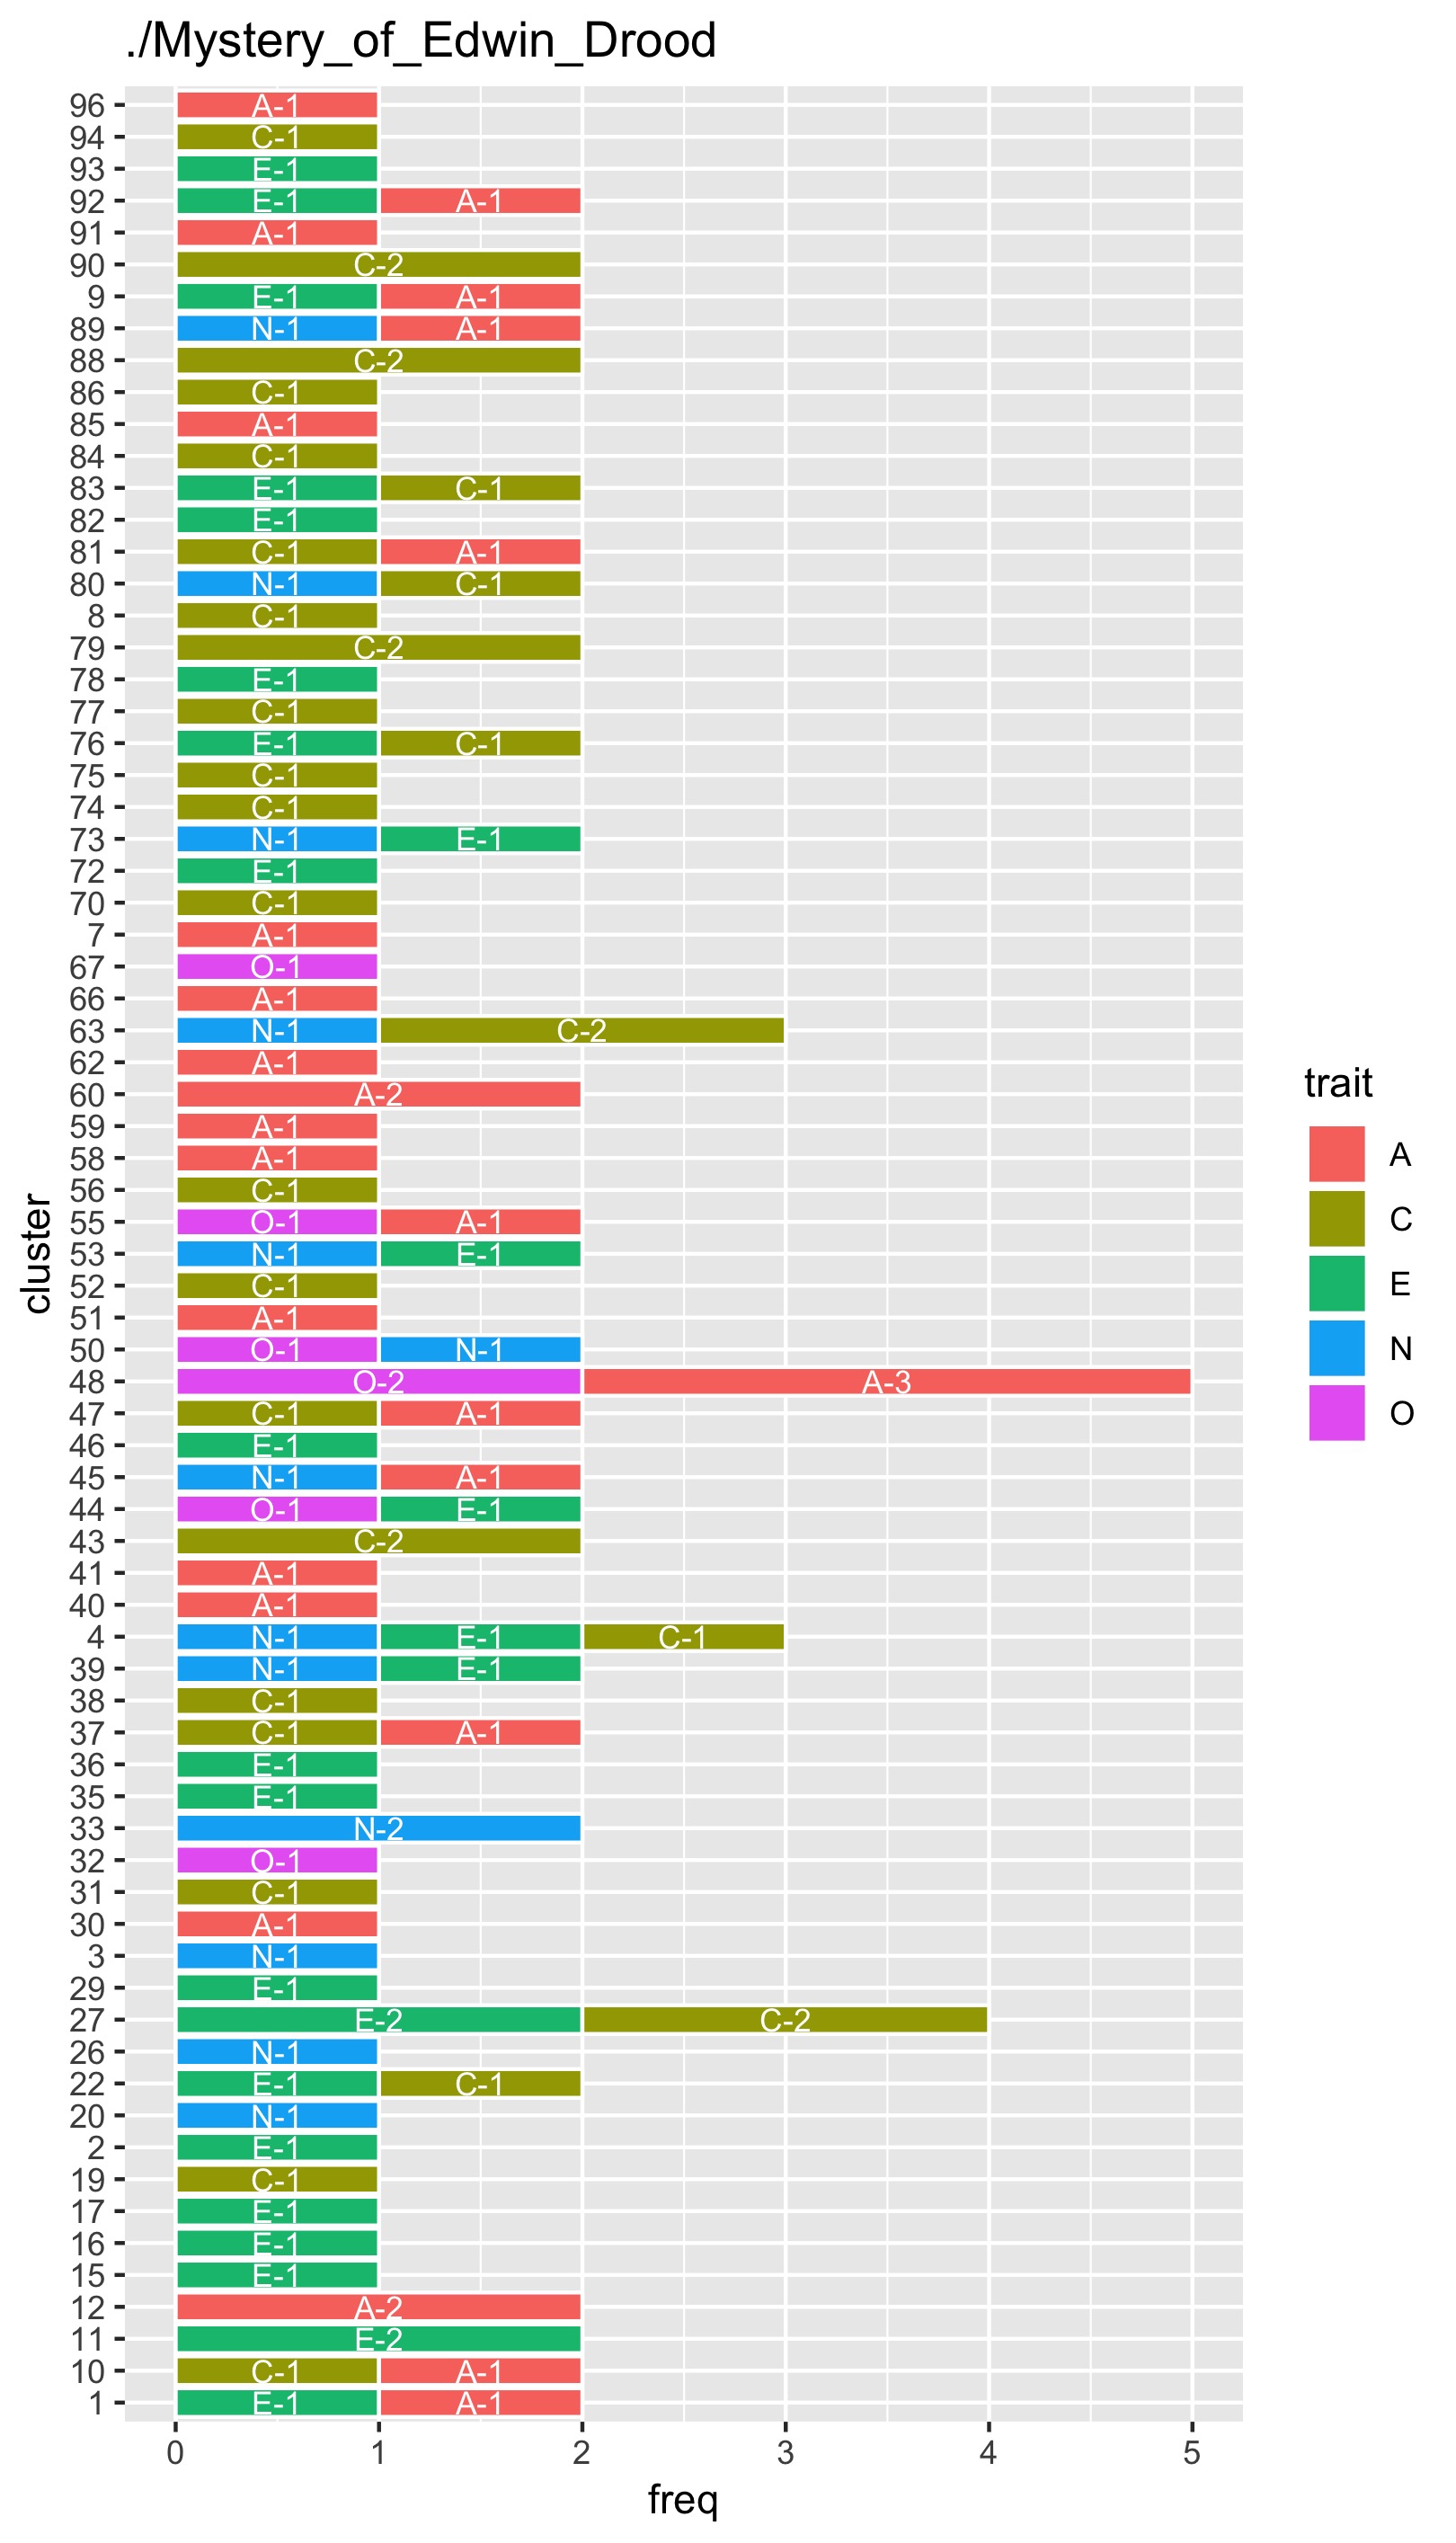 ./Mystery_of_Edwin_Drood
96 A-1
94 C-1
93 E-1
92 E-1 A-1
91 A-1
90 C-2
9 E-1 A-1
89 N-1 A-1
88 C-2
86 C-1
85 A-1
84 C-1
83 E-1 C-1
82 E-1
81 C-1 A-1
80 N-1 C-1
8 C-1
79 C-2
78 E-1
77 C-1
76 E-1 C-1
75 C-1
74 C-1
73 N-1 E-1
72 E-1
70 C-1
7 A-1
67 O-1
66 A-1
63 N-1 C-2
62 A-1
60 A-2
59 A-1
58 A-1
56 C-1
55 O-1 A-1
53 N-1 E-1
52 C-1
51 A-1
50 O-1 N-1
48 O-2 A-3
47 C-1 A-1
46 E-1
45 N-1 A-1
44 O-1 E-1
43 C-2
41 A-1
40 A-1
4 N-1 E-1 C-1
39 N-1 E-1
38 C-1
37 C-1 A-1
36 E-1
35 E-1
33 N-2
32 O-1
31 C-1
30 A-1
3 N-1
29 E-1
27 E-2 C-2
26 N-1
22 E-1 C-1
20 N-1
2 E-1
19 C-1
17 E-1
16 E-1
15 E-1
12 A-2
11 E-2
10 C-1 A-1
1 E-1 A-1
0 1 2 3 4 5
freq
cluster
trait
A
C
E
N
O